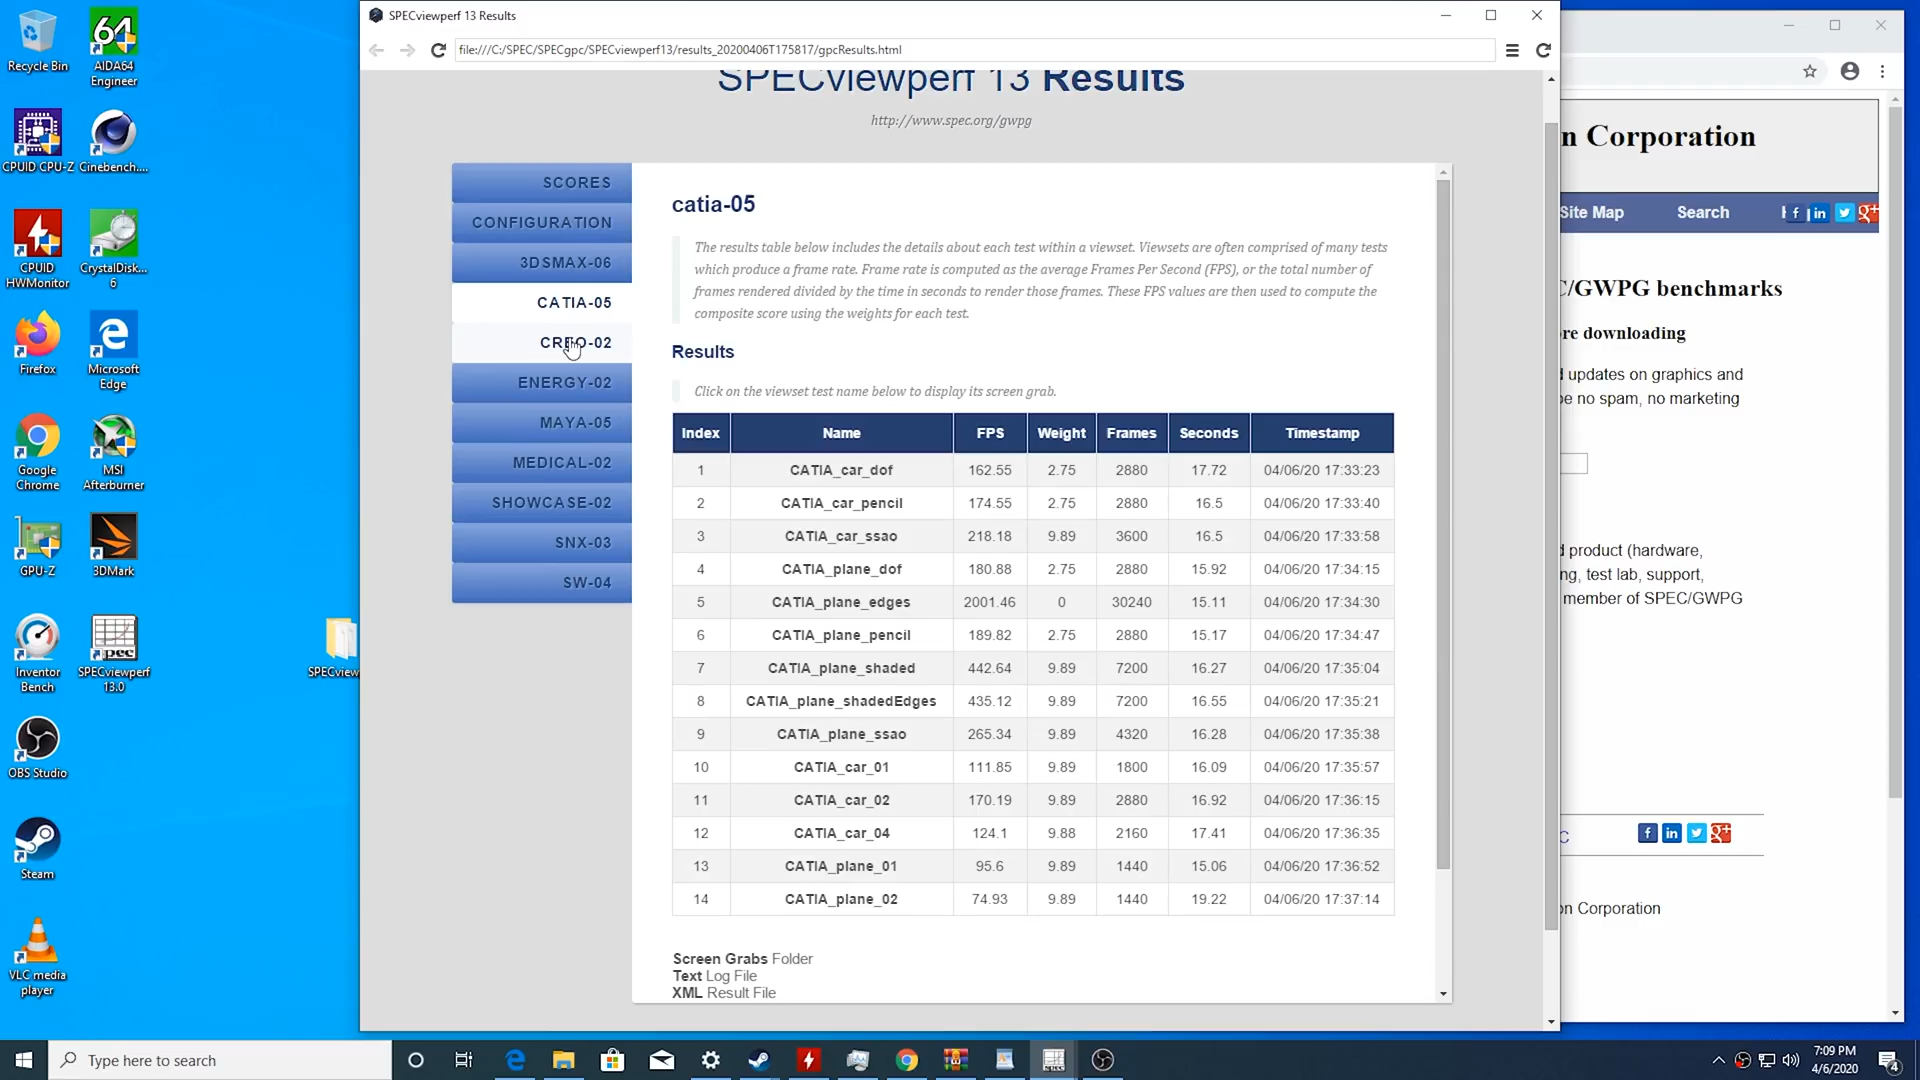 Recycle Bin
AIDA64
Engineer
CPUID CPU-Z
Cinebench....
CPUID
HWMonitor
CrystalDisk...
6
Firefox
Microsoft
Edge
Google
Chrome
MSI
Afterburner
GPU-Z
3DMark
Inventor
Bench
SPECviewperf
13.0
SPECview
OBS Studio
Steam
VLC media
player
SPECviewperf 13 Results
file:///C:/SPEC/SPECgpc/SPECviewperf13/results_20200406T175817/gpcResults.html
SPECviewperf 13 Results
http://www.spec.org/gwpg
SCORES
CONFIGURATION
3DSMAX-06
CATIA-05
CREO-02
ENERGY-02
MAYA-05
MEDICAL-02
SHOWCASE-02
SNX-03
SW-04
catia-05
The results table below includes the details about each test within a viewset. Viewsets are often comprised of many tests
which produce a frame rate. Frame rate is computed as the average Frames Per Second (FPS), or the total number of
frames rendered divided by the time in seconds to render those frames. These FPS values are then used to compute the
composite score using the weights for each test.
Results
Click on the viewset test name below to display its screen grab.
Index Name FPS Weight Frames Seconds Timestamp
1 CATIA_car_dof 162.55 2.75 2880 17.72 04/06/20 17:33:23
2 CATIA_car_pencil 174.55 2.75 2880 16.5 04/06/20 17:33:40
3 CATIA_car_ssao 218.18 9.89 3600 16.5 04/06/20 17:33:58
4 CATIA_plane_dof 180.88 2.75 2880 15.92 04/06/20 17:34:15
5 CATIA_plane_edges 2001.46 0 30240 15.11 04/06/20 17:34:30
6 CATIA_plane_pencil 189.82 2.75 2880 15.17 04/06/20 17:34:47
7 CATIA_plane_shaded 442.64 9.89 7200 16.27 04/06/20 17:35:04
8 CATIA_plane_shadedEdges 435.12 9.89 7200 16.55 04/06/20 17:35:21
9 CATIA_plane_ssao 265.34 9.89 4320 16.28 04/06/20 17:35:38
10 CATIA_car_01 111.85 9.89 1800 16.09 04/06/20 17:35:57
11 CATIA_car_02 170.19 9.89 2880 16.92 04/06/20 17:36:15
12 CATIA_car_04 124.1 9.88 2160 17.41 04/06/20 17:36:35
13 CATIA_plane_01 95.6 9.89 1440 15.06 04/06/20 17:36:52
14 CATIA_plane_02 74.93 9.89 1440 19.22 04/06/20 17:37:14
Screen Grabs Folder
Text Log File
XML Result File
n Corporation
Site Map Search
C/GWPG benchmarks
re downloading
d updates on graphics and
be no spam, no marketing
d product (hardware,
ng, test lab, support,
member of SPEC/GWPG
C
on Corporation
Type here to search
7:09 PM
4/6/2020
4